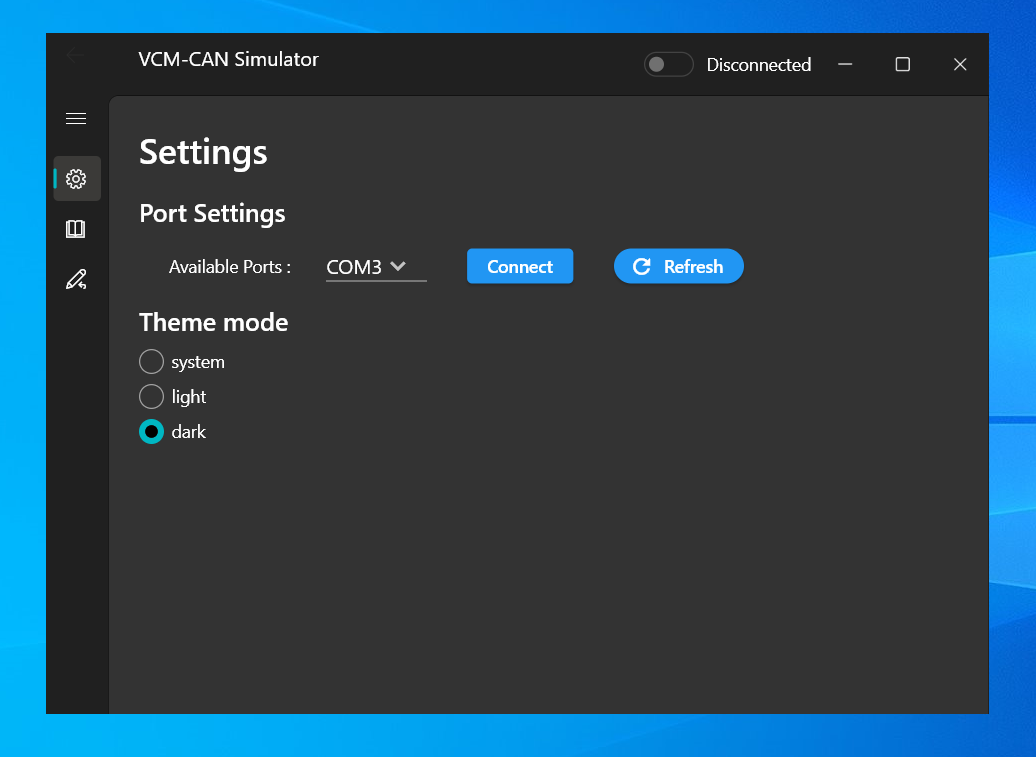 VCM-CAN Simulator
Disconnected
Settings
Port Settings
Available Ports : COM3 Connect Refresh
Theme mode
system
light
dark